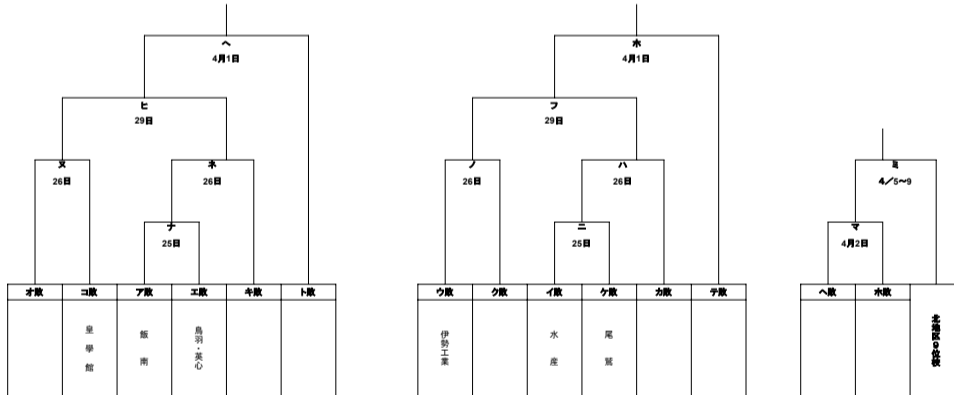 ヘ
4月1日
ヒ
29日
ヌ
26日
ネ
26日
ナ
25日
オ敗 コ敗 ア敗 エ敗 キ敗 ト敗
皇學館
飯南
鳥羽・英心
ホ
4月1日
フ
29日
ノ
26日
ハ
26日
ニ
25日
ウ敗 ク敗 イ敗 ケ敗 カ敗 テ敗
伊勢工業
水産
尾鷲
ミ
4/5~9
マ
4月2日
ヘ敗 ホ敗
北地区9位校